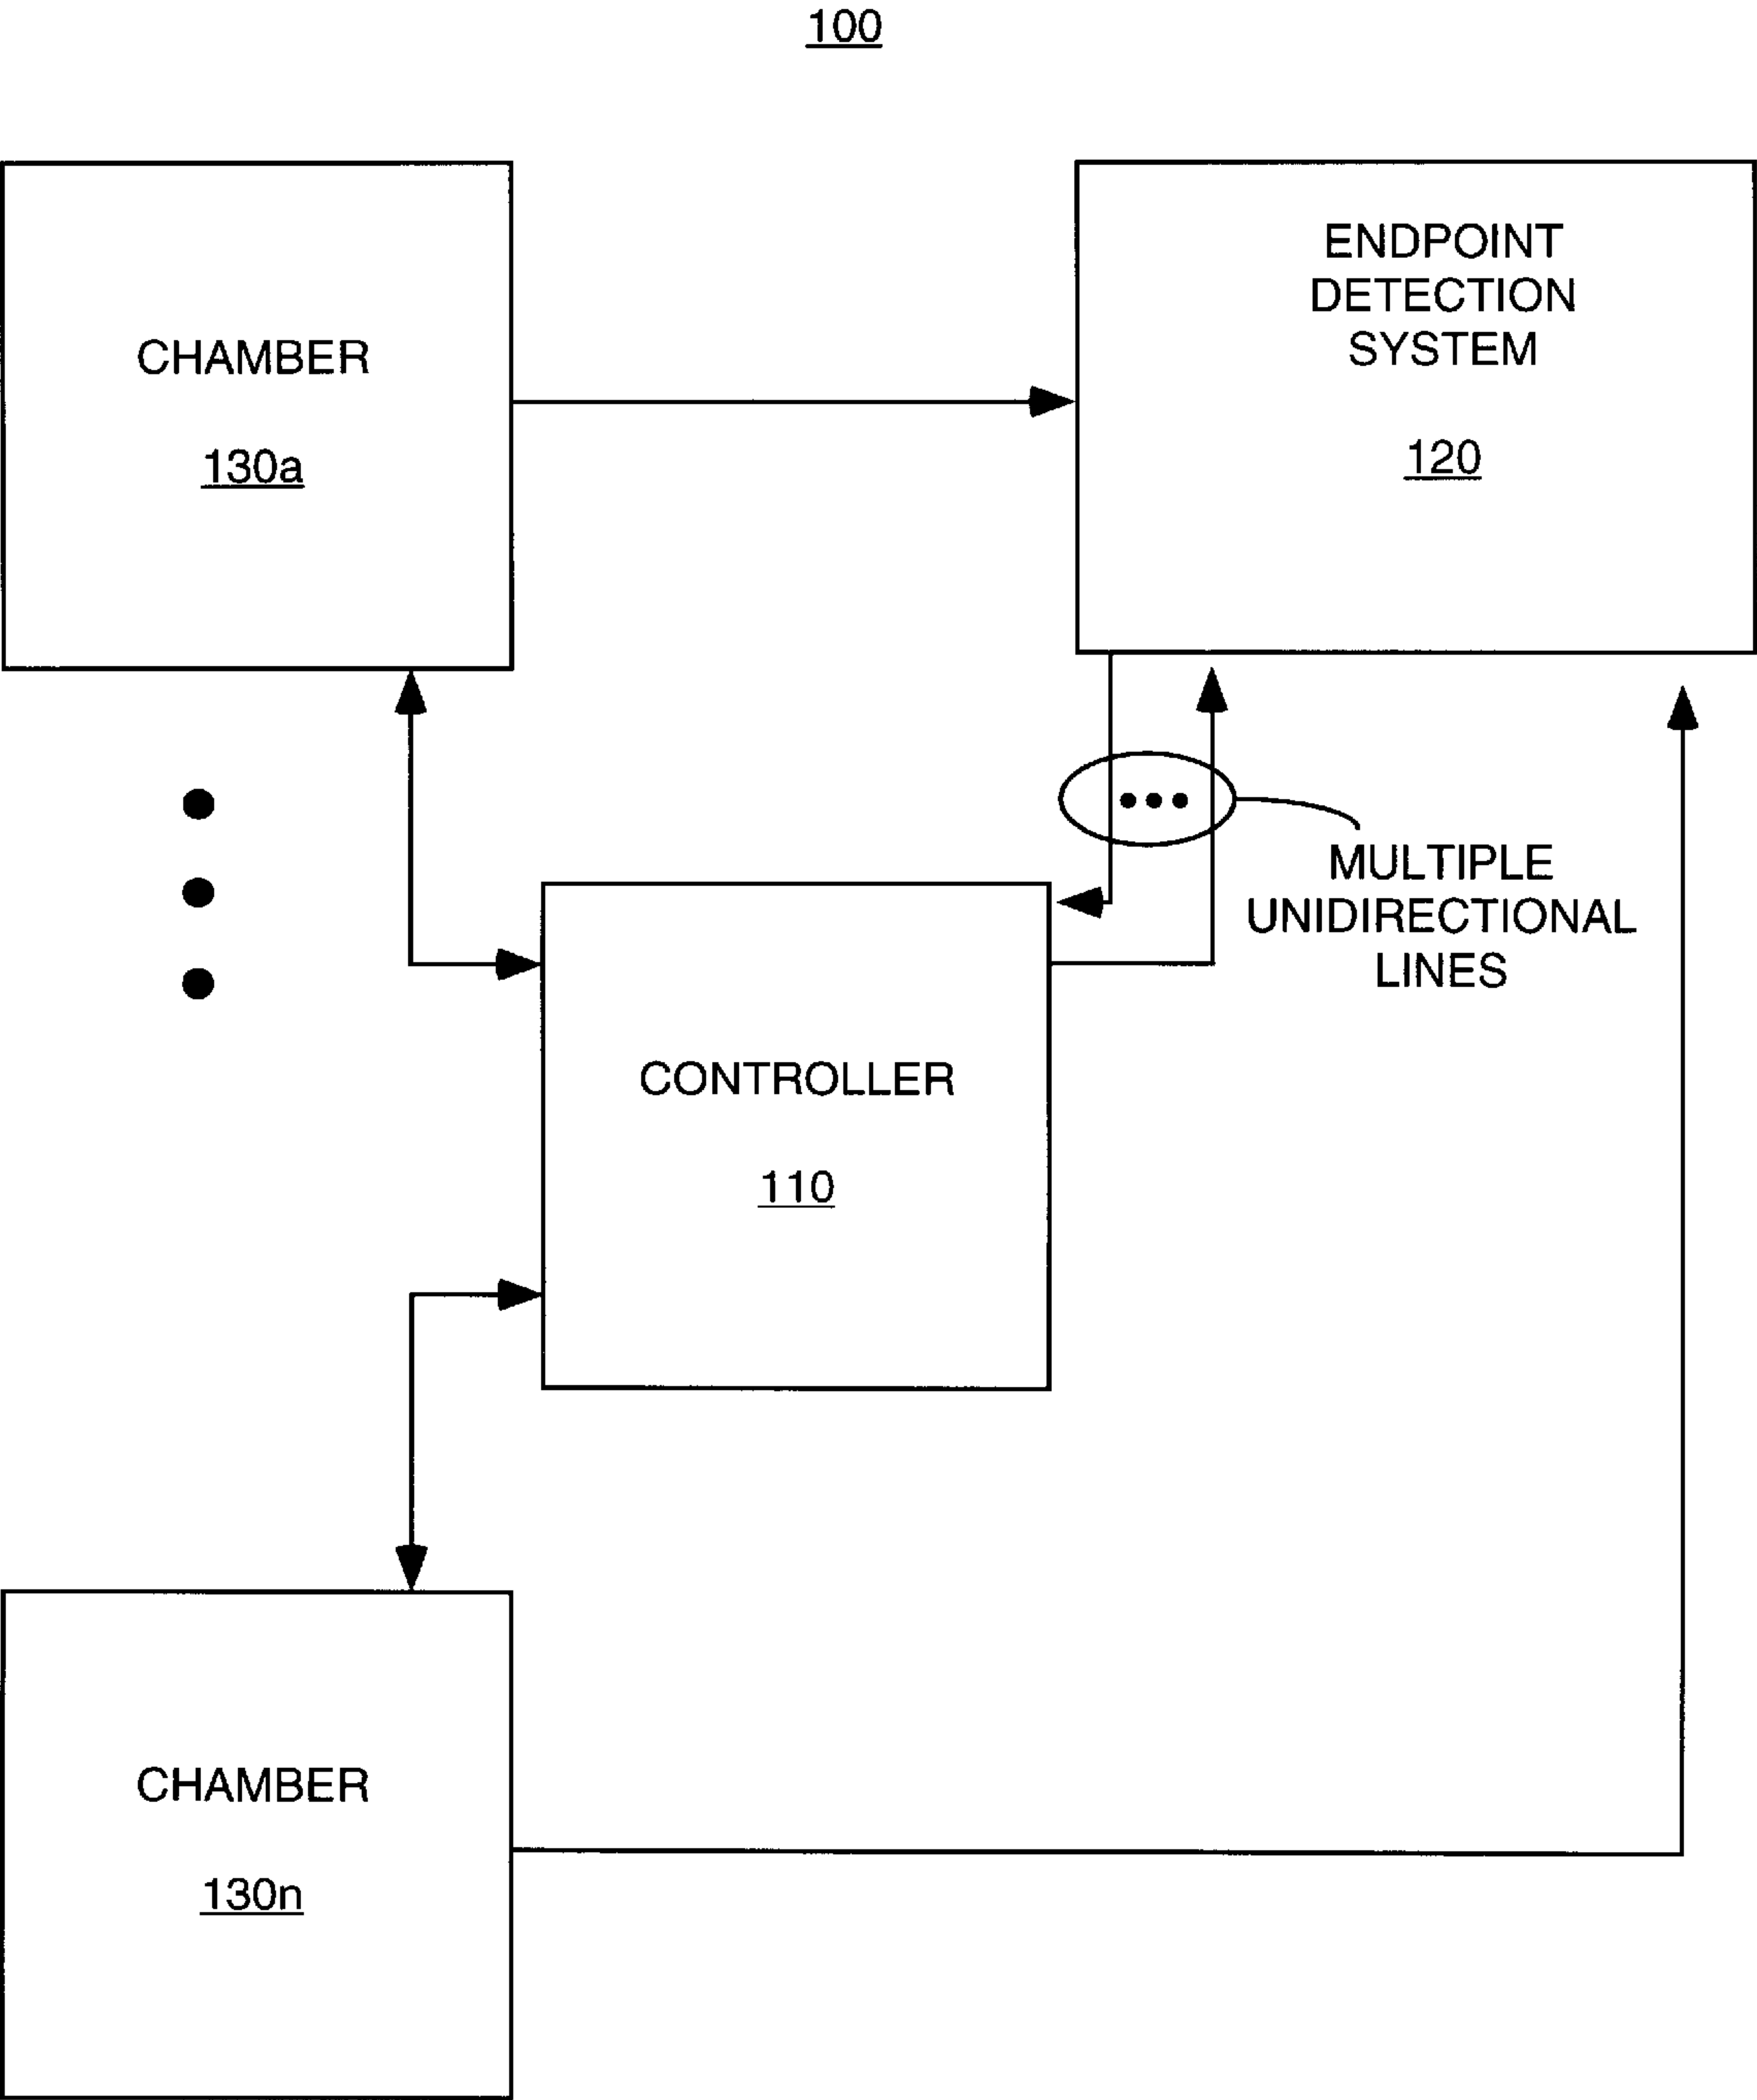 100
CHAMBER
130a
ENDPOINT
DETECTION
SYSTEM
120
MULTIPLE
UNIDIRECTIONAL
LINES
CONTROLLER
110
CHAMBER
130n